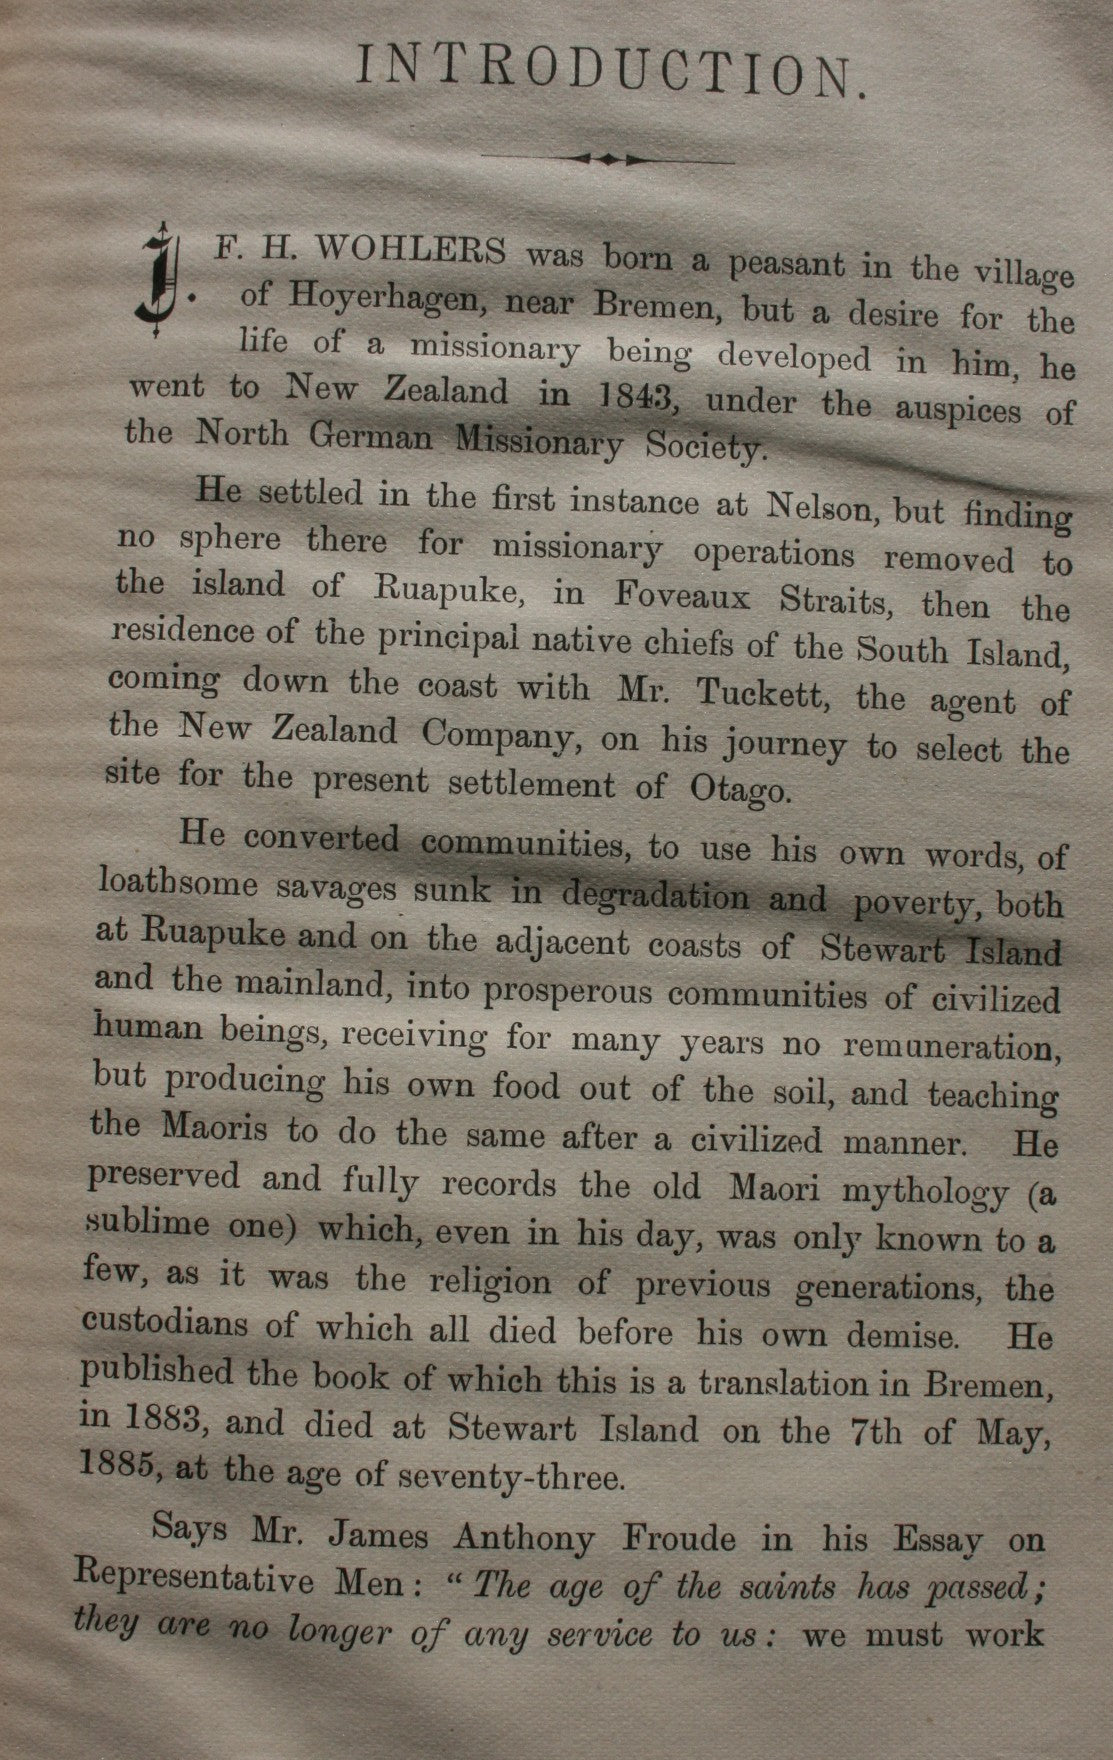 INTRODUCTION.
J. F. H. WOHLERS was born a peasant in the village
of Hoyerhagen, near Bremen, but a desire for the
life of a missionary being developed in him, he
went to New Zealand in 1843, under the auspices of
the North German Missionary Society.
He settled in the first instance at Nelson, but finding
no sphere there for missionary operations removed to
the island of Ruapuke, in Foveaux Straits, then the
residence of the principal native chiefs of the South Island,
coming down the coast with Mr. Tuckett, the agent of
the New Zealand Company, on his journey to select the
site for the present settlement of Otago.
He converted communities, to use his own words, of
loathsome savages sunk in degradation and poverty, both
at Ruapuke and on the adjacent coasts of Stewart Island
and the mainland, into prosperous communities of civilized
human beings, receiving for many years no remuneration,
but producing his own food out of the soil, and teaching
the Maoris to do the same after a civilized manner. He
preserved and fully records the old Maori mythology (a
sublime one) which, even in his day, was only known to a
few, as it was the religion of previous generations, the
custodians of which all died before his own demise. He
published the book of which this is a translation in Bremen,
in 1883, and died at Stewart Island on the 7th of May,
1885, at the age of seventy-three.
Says Mr. James Anthony Froude in his Essay on
Representative Men: "The age of the saints has passed;
they are no longer of any service to us: we must work